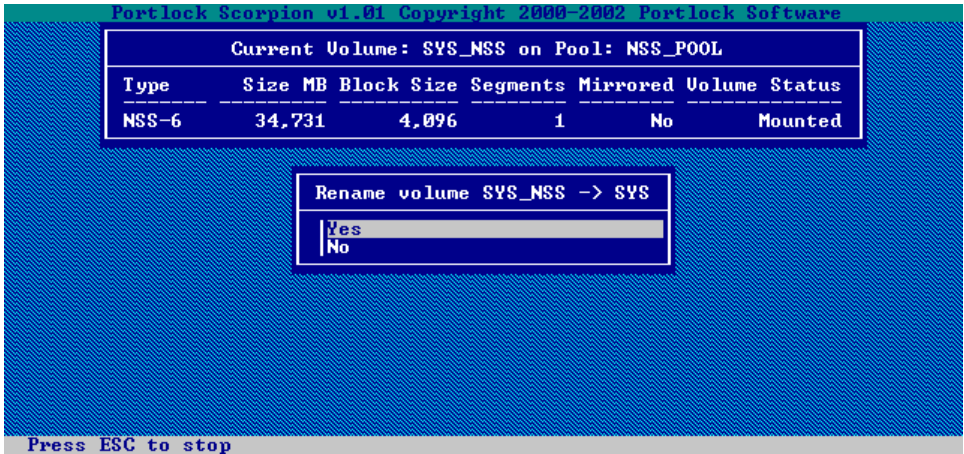 Portlock Scorpion v1.01 Copyright 2000-2002 Portlock Software
Current Volume: SYS_NSS on Pool: NSS_POOL
Type Size MB Block Size Segments Mirrored Volume Status
NSS-6 34,731 4,096 1 No Mounted
Rename volume SYS_NSS -> SYS
Yes
No
Press ESC to stop